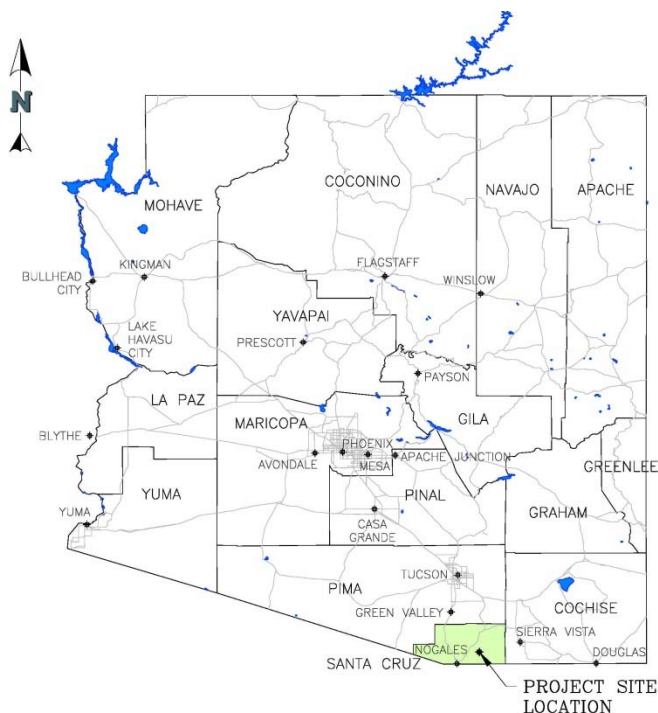 N
COCONINO
NAVAJO
APACHE
MOHAVE
KINGMAN
FLAGSTAFF
BULLHEAD
CITY
WINSLOW
YAVAPAI
LAKE
HAVASU
CITY
PRESCOTT
PAYSON
LA PAZ
MARICOPA
GILA
BLYTHE
PHOENIX
AVONDALE
MESA
APACHE JUNCTION
GREENLEE
YUMA
PINAL
GRAHAM
YUMA
CASA
GRANDE
TUCSON
PIMA
GREEN VALLEY
COCHISE
SIERRA VISTA
NOGALES
SANTA CRUZ
DOUGLAS
PROJECT SITE
LOCATION